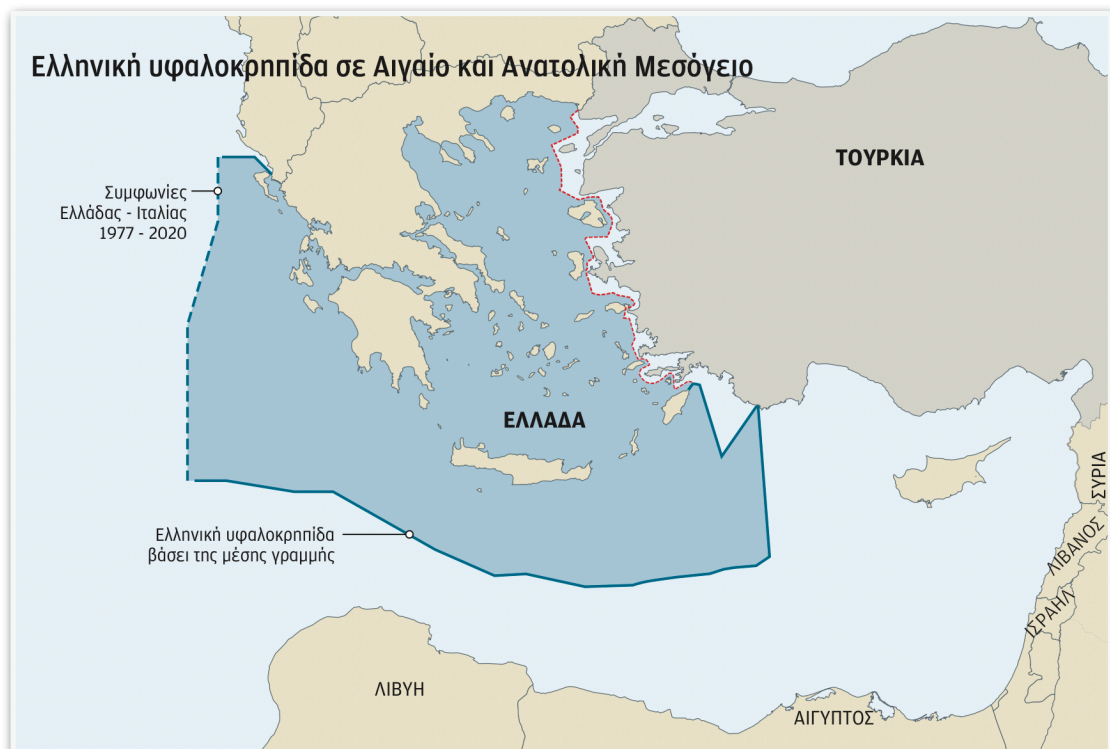 Ελληνική υφαλοκρηπίδα σε Αιγαίο και Ανατολική Μεσόγειο
ΤΟΥΡΚΙΑ
Συμφωνίες
Ελλάδας - Ιταλίας
1977 - 2020
ΕΛΛΑΔΑ
ΣΥΡΙΑ
Ελληνική υφαλοκρηπίδα
βάσει της μέσης γραμμής
ΛΙΒΑΝΟΣ
ΙΣΡΑΗΛ
ΛΙΒΥΗ
ΑΙΓΥΠΤΟΣ